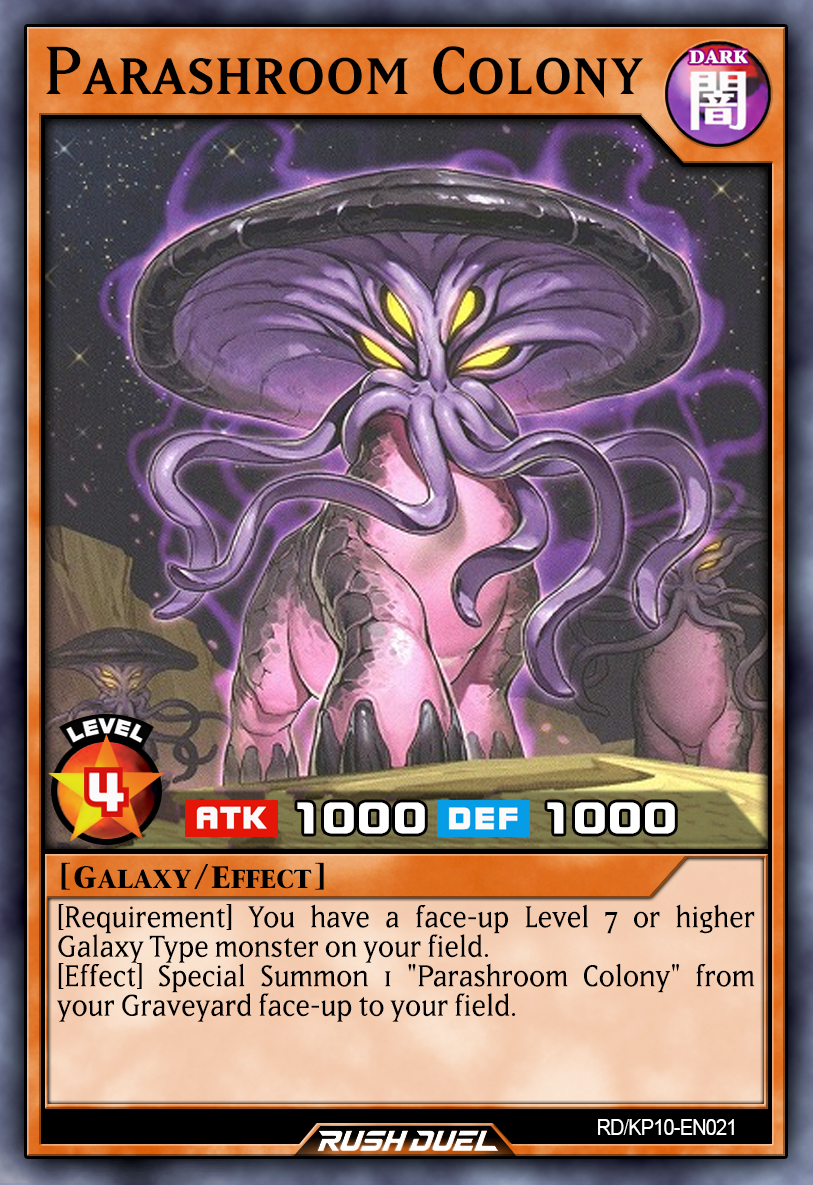 Parashroom Colony
DARK
闇
LEVEL
4
ATK 1000 DEF 1000
[Galaxy/Effect]
[Requirement] You have a face-up Level 7 or higher
Galaxy Type monster on your field.
[Effect] Special Summon 1 "Parashroom Colony" from
your Graveyard face-up to your field.
RD/KP10-EN021
RUSH DUEL